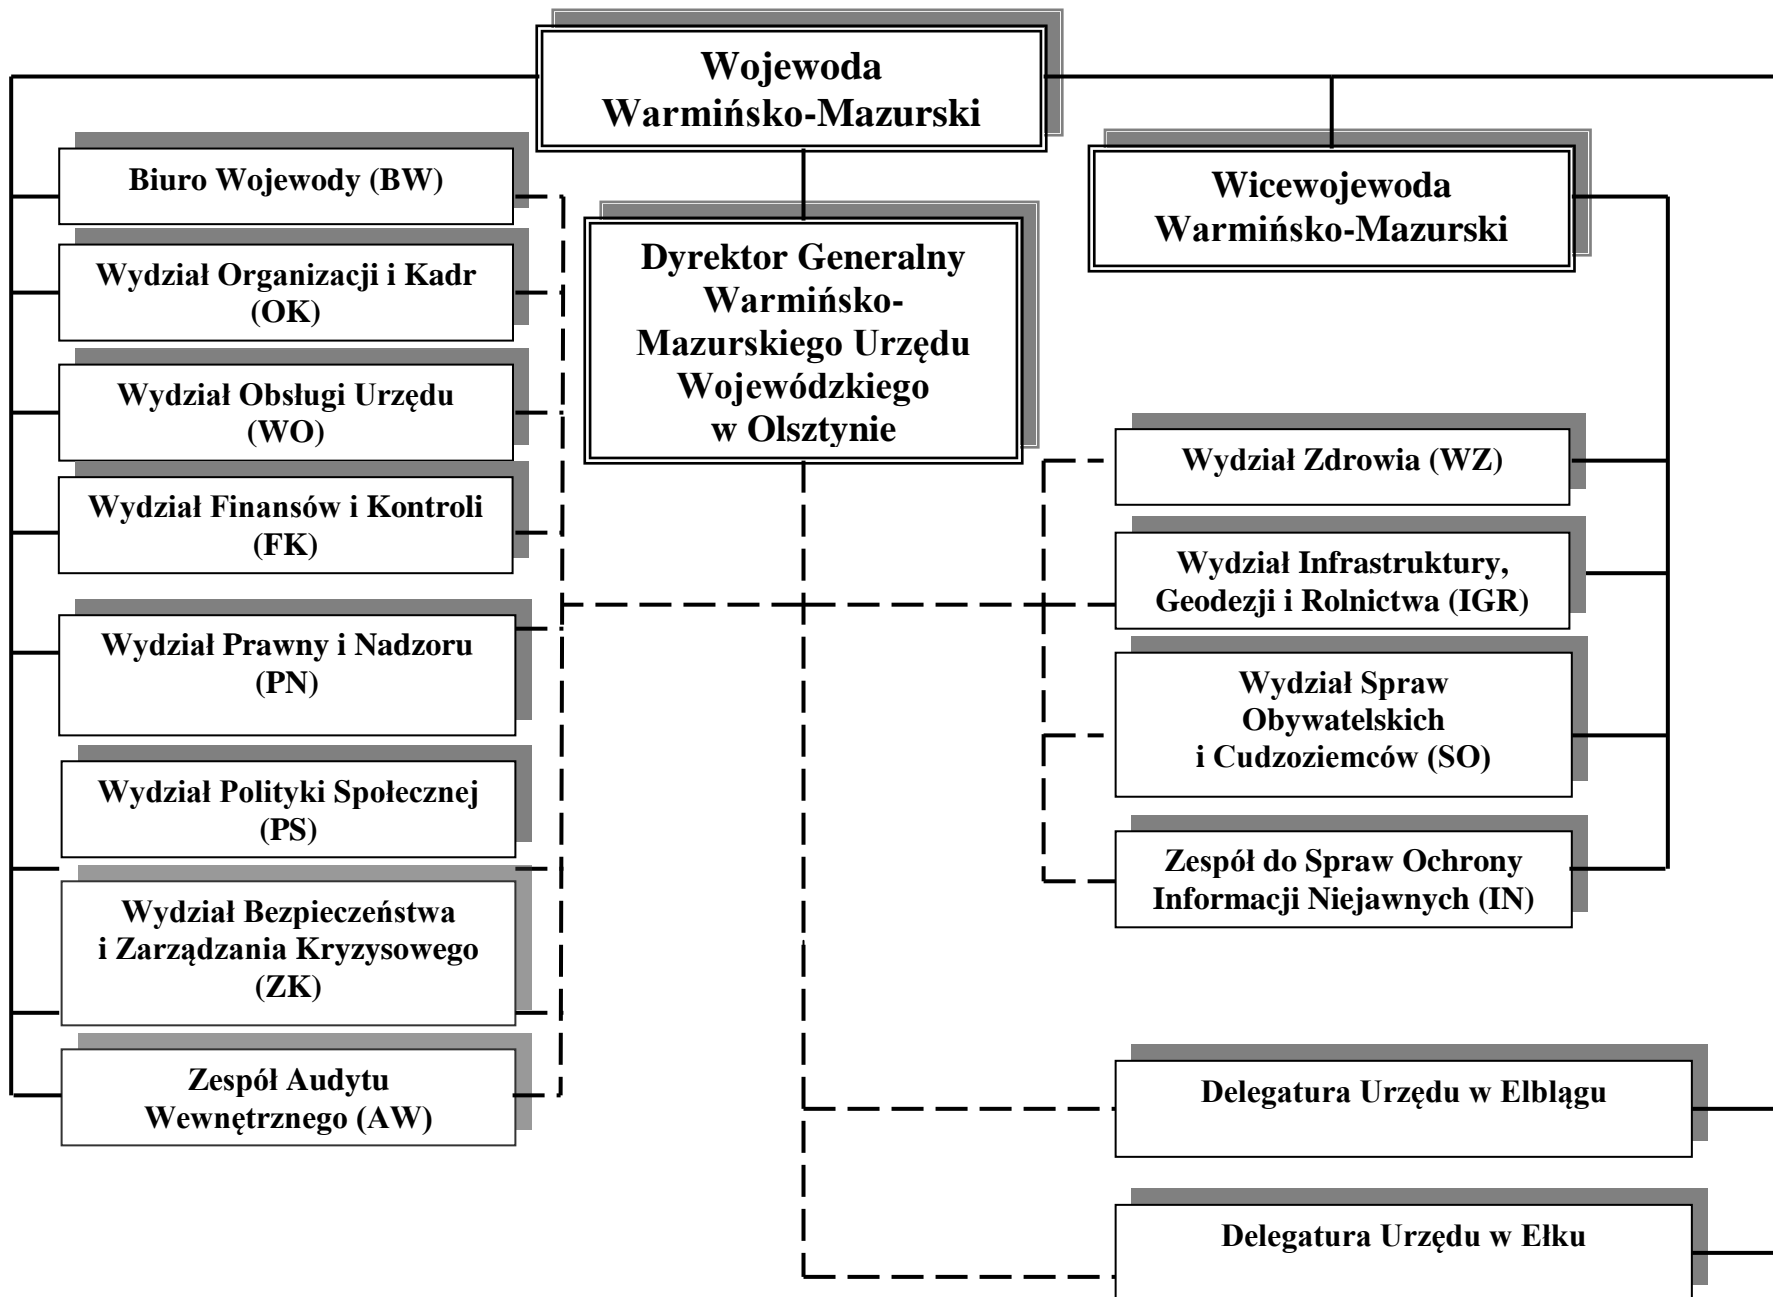 Wojewoda
Warmińsko-Mazurski
Wicewojewoda
Warmińsko-Mazurski
Dyrektor Generalny
Warmińsko-
Mazurskiego Urzędu
Wojewódzkiego
w Olsztynie
Biuro Wojewody (BW)
Wydział Organizacji i Kadr
(OK)
Wydział Obsługi Urzędu
(WO)
Wydział Finansów i Kontroli
(FK)
Wydział Prawny i Nadzoru
(PN)
Wydział Polityki Społecznej
(PS)
Wydział Bezpieczeństwa
i Zarządzania Kryzysowego
(ZK)
Zespół Audytu
Wewnętrznego (AW)
Wydział Zdrowia (WZ)
Wydział Infrastruktury,
Geodezji i Rolnictwa (IGR)
Wydział Spraw
Obywatelskich
i Cudzoziemców (SO)
Zespół do Spraw Ochrony
Informacji Niejawnych (IN)
Delegatura Urzędu w Elblągu
Delegatura Urzędu w Ełku